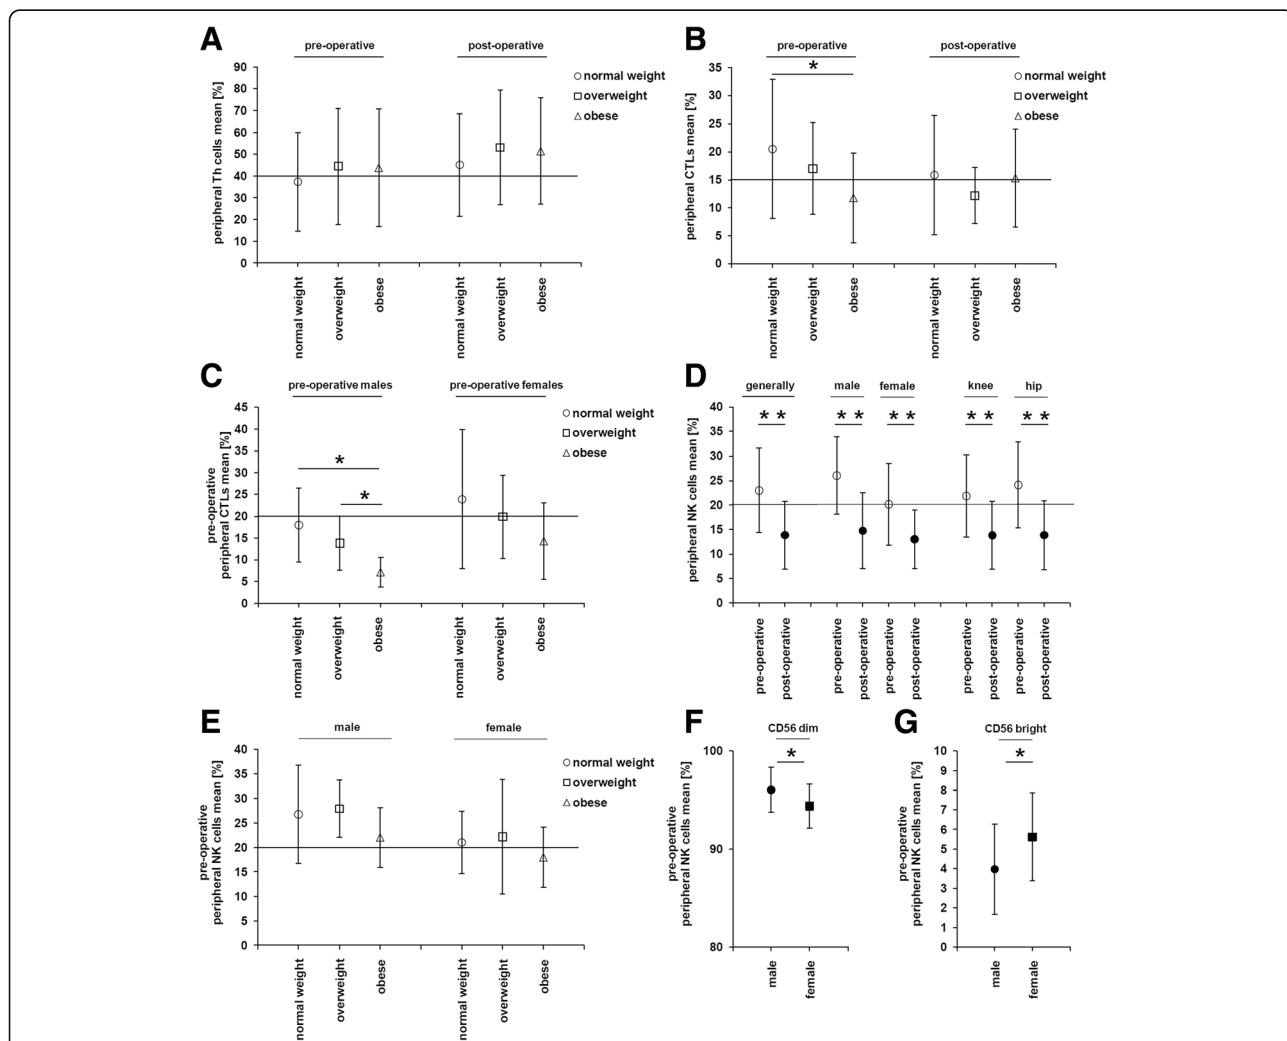 A
pre-operative
post-operative
peripheral Th cells mean [%]
90
80
70
60
50
40
30
20
10
0
normal weight
overweight
obese
normal weight
overweight
obese
○ normal weight
□ overweight
△ obese
B
pre-operative
post-operative
*
peripheral CTLs mean [%]
35
30
25
20
15
10
5
0
normal weight
overweight
obese
normal weight
overweight
obese
○ normal weight
□ overweight
△ obese
C
pre-operative males
pre-operative females
pre-operative
peripheral CTLs mean [%]
45
40
35
30
25
20
15
10
5
0
*
*
normal weight
overweight
obese
normal weight
overweight
obese
○ normal weight
□ overweight
△ obese
D
generally
male
female
knee
hip
* *
* *
* *
* *
* *
peripheral NK cells mean [%]
40
35
30
25
20
15
10
5
0
pre-operative
post-operative
pre-operative
post-operative
pre-operative
post-operative
pre-operative
post-operative
pre-operative
post-operative
E
male
female
pre-operative
peripheral NK cells mean [%]
40
35
30
25
20
15
10
5
0
normal weight
overweight
obese
normal weight
overweight
obese
○ normal weight
□ overweight
△ obese
F
CD56 dim
*
pre-operative
peripheral NK cells mean [%]
100
90
80
male
female
G
CD56 bright
*
pre-operative
peripheral NK cells mean [%]
10
9
8
7
6
5
4
3
2
1
0
male
female